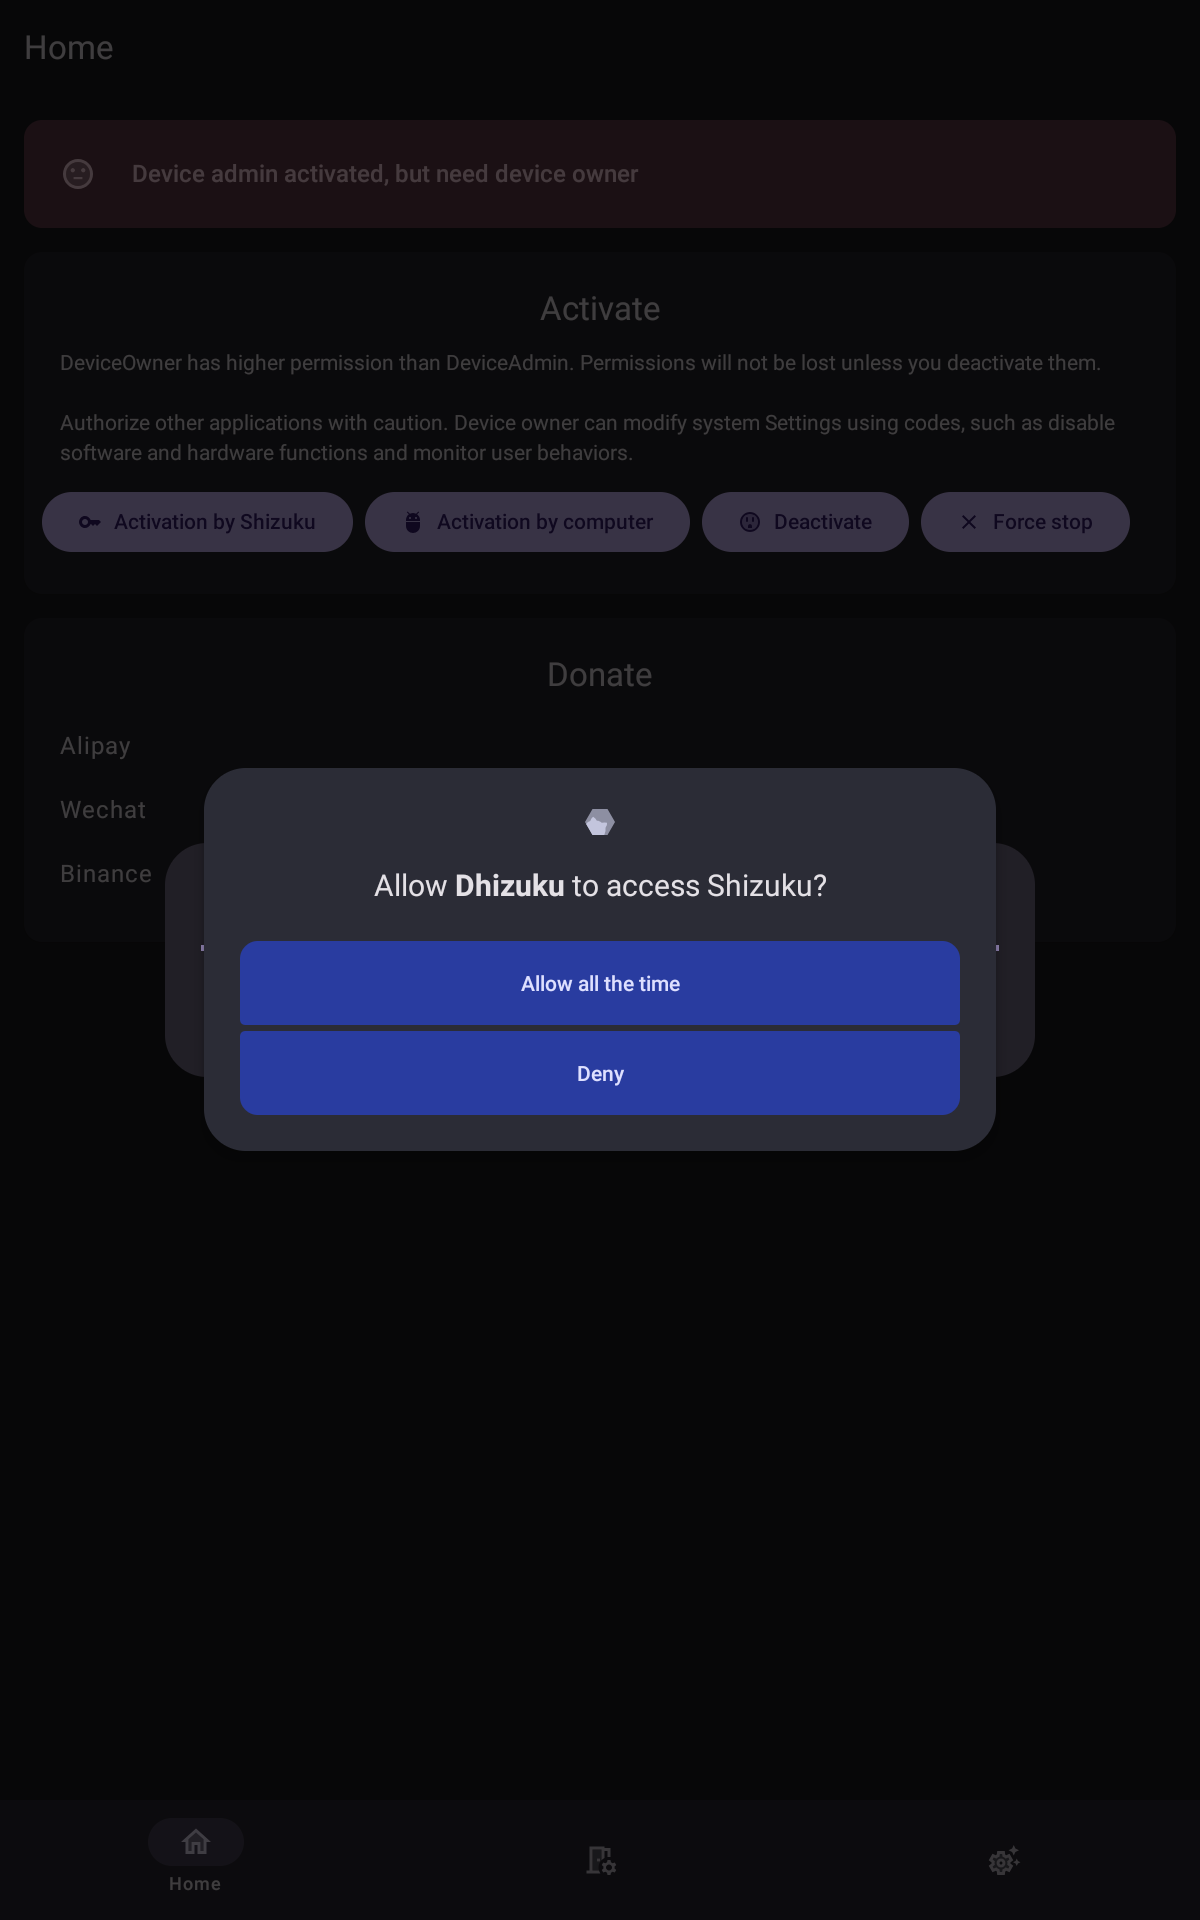 Home
Device admin activated, but need device owner
Activate
DeviceOwner has higher permission than DeviceAdmin. Permissions will not be lost unless you deactivate them.
Authorize other applications with caution. Device owner can modify system Settings using codes, such as disable
software and hardware functions and monitor user behaviors.
Activation by Shizuku
Activation by computer
Deactivate
Force stop
Donate
Alipay
Wechat
Binance
Allow Dhizuku to access Shizuku?
Allow all the time
Deny
Home